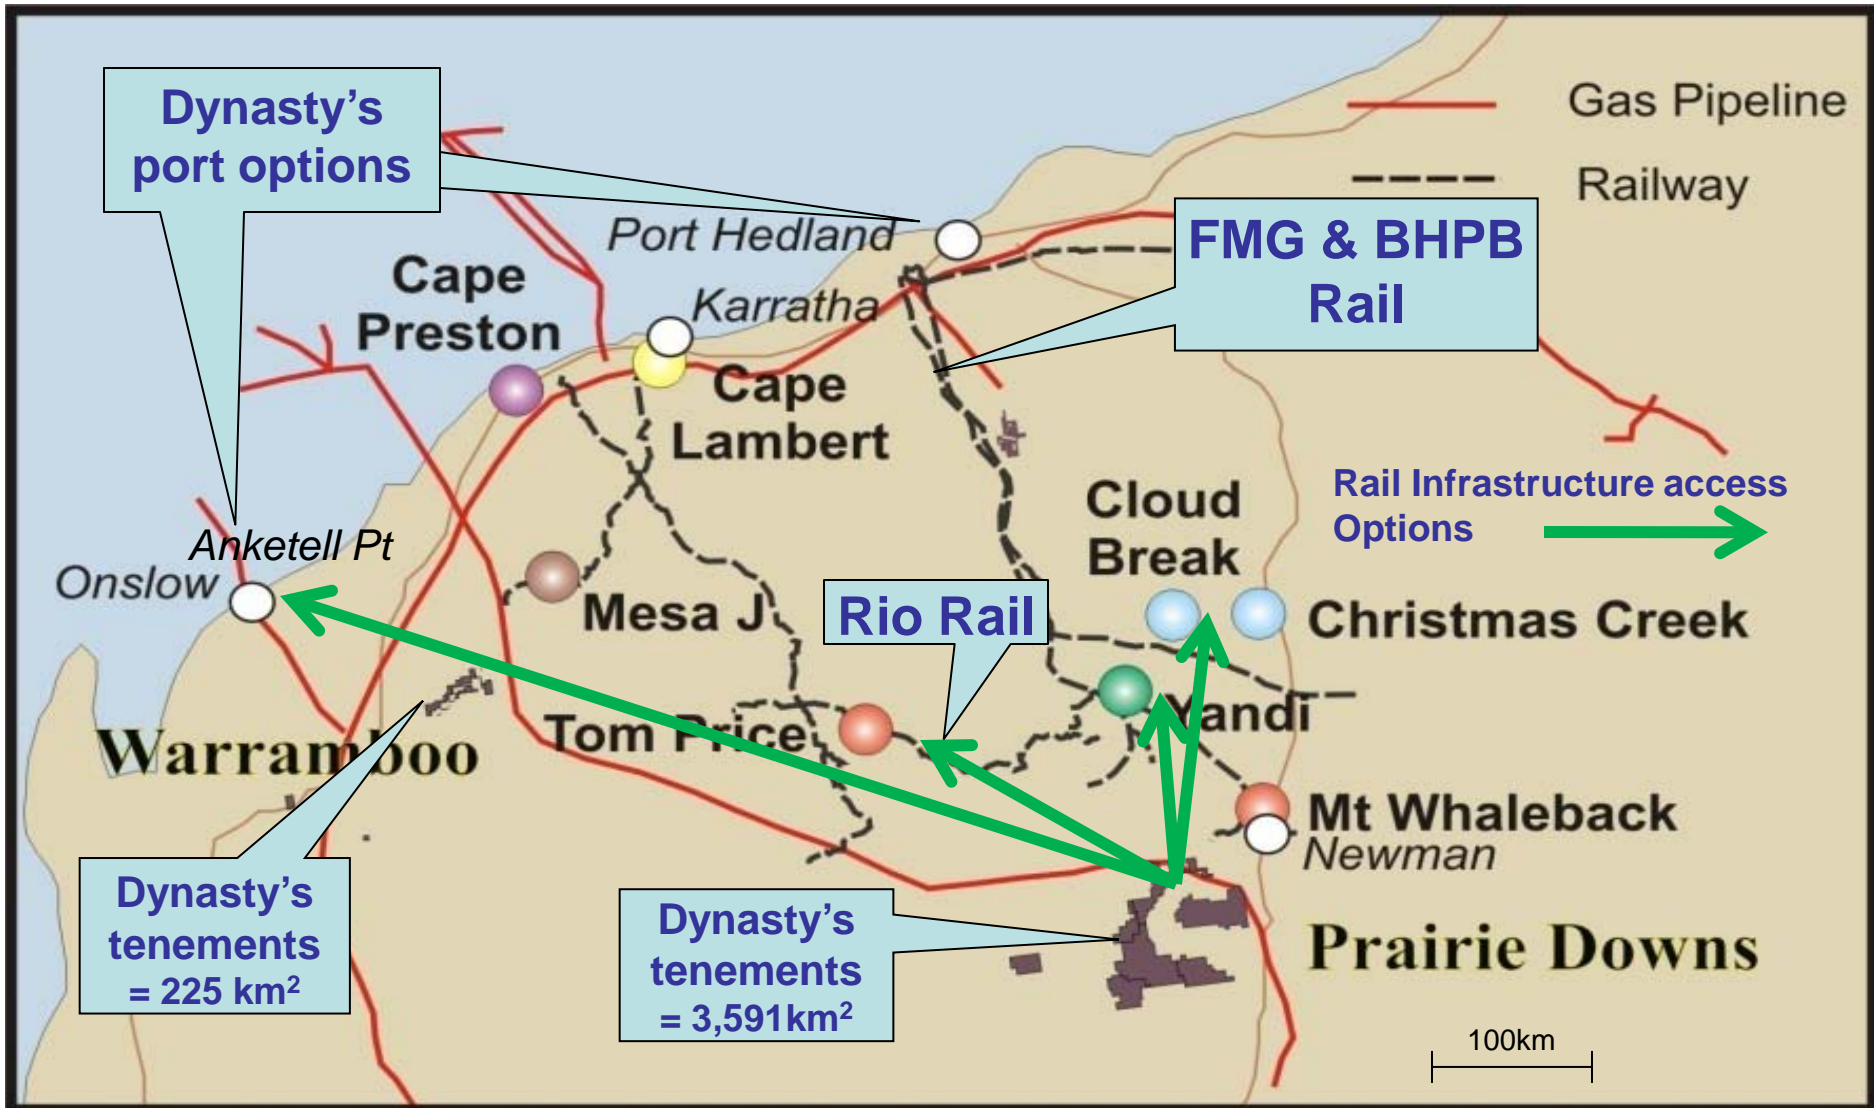 Dynasty’s
port options
Gas Pipeline
Railway
Port Hedland
FMG & BHPB
Rail
Cape
Preston
Karratha
Cape
Lambert
Rail Infrastructure access
Options
Cloud
Break
Anketell Pt
Onslow
Mesa J
Rio Rail
Christmas Creek
Yandi
Tom Price
Warramboo
Mt Whaleback
Newman
Dynasty’s
tenements
= 225 km²
Dynasty’s
tenements
= 3,591km²
Prairie Downs
100km